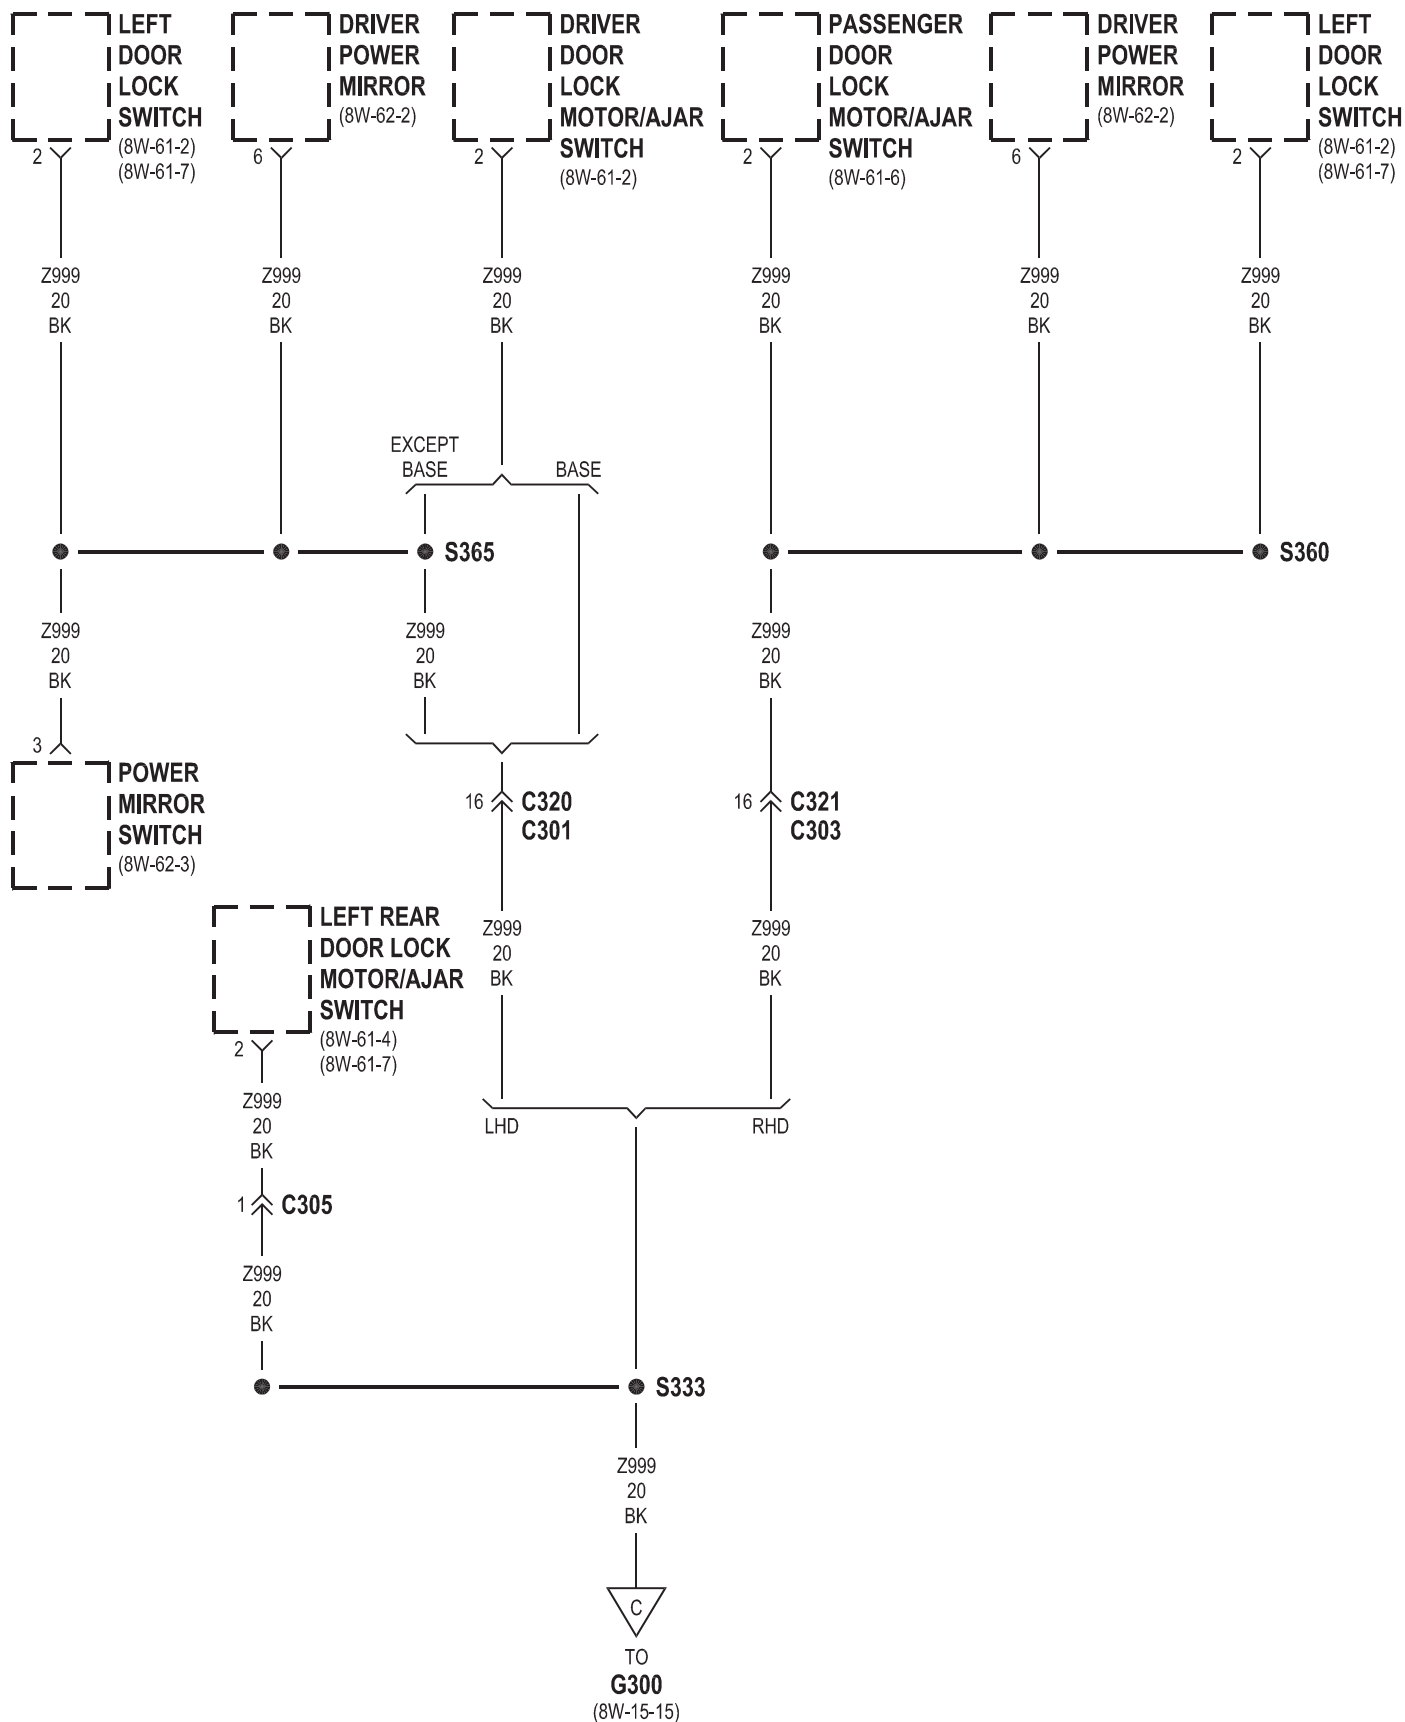 LEFT
DOOR
LOCK
SWITCH
(8W-61-2)
(8W-61-7)
2
DRIVER
POWER
MIRROR
(8W-62-2)
6
DRIVER
DOOR
LOCK
MOTOR/AJAR
SWITCH
(8W-61-2)
2
PASSENGER
DOOR
LOCK
MOTOR/AJAR
SWITCH
(8W-61-6)
2
DRIVER
POWER
MIRROR
(8W-62-2)
6
LEFT
DOOR
LOCK
SWITCH
(8W-61-2)
(8W-61-7)
2
Z999
20
BK
Z999
20
BK
Z999
20
BK
Z999
20
BK
Z999
20
BK
Z999
20
BK
EXCEPT
BASE
BASE
S365
S360
Z999
20
BK
Z999
20
BK
Z999
20
BK
3
POWER
MIRROR
SWITCH
(8W-62-3)
16
C320
C301
16
C321
C303
LEFT REAR
DOOR LOCK
MOTOR/AJAR
SWITCH
(8W-61-4)
(8W-61-7)
2
Z999
20
BK
Z999
20
BK
LHD
RHD
Z999
20
BK
1
C305
Z999
20
BK
S333
Z999
20
BK
C
TO
G300
(8W-15-15)